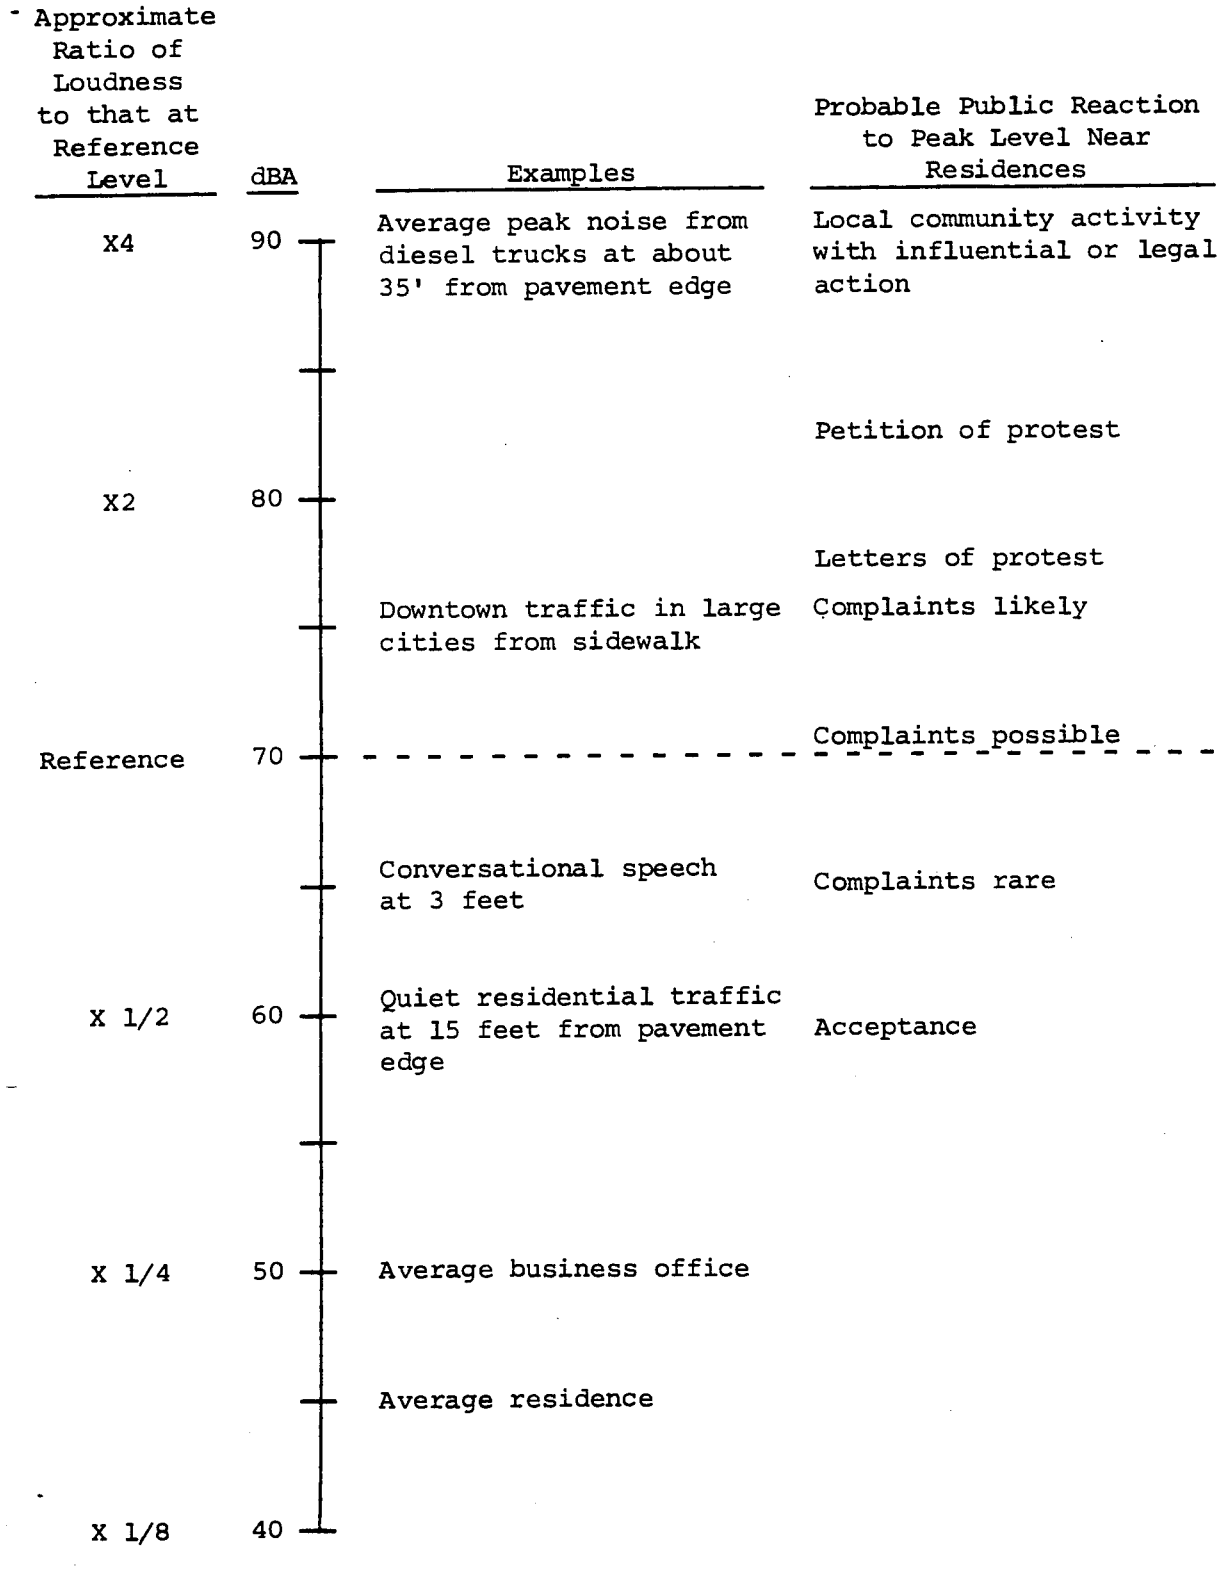 Approximate
Ratio of
Loudness
to that at
Reference
Level
dBA
Examples
Probable Public Reaction
to Peak Level Near
Residences
X4
90
Average peak noise from
diesel trucks at about
35' from pavement edge
Local community activity
with influential or legal
action
Petition of protest
X2
80
Letters of protest
Downtown traffic in large
cities from sidewalk
Complaints likely
Complaints possible
Reference
70
Conversational speech
at 3 feet
Complaints rare
X 1/2
60
Quiet residential traffic
at 15 feet from pavement
edge
Acceptance
X 1/4
50
Average business office
Average residence
X 1/8
40